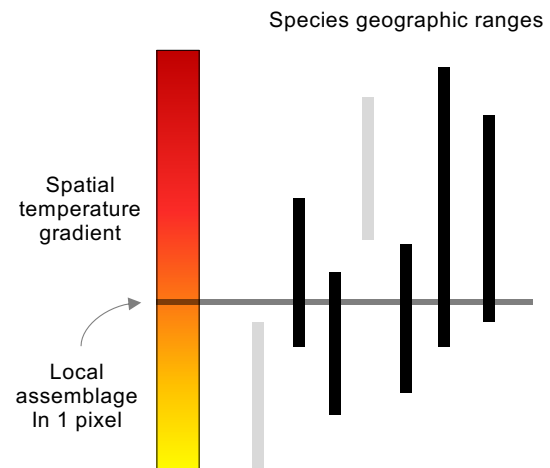 Species geographic ranges
Spatial
temperature
gradient
Local
assemblage
In 1 pixel